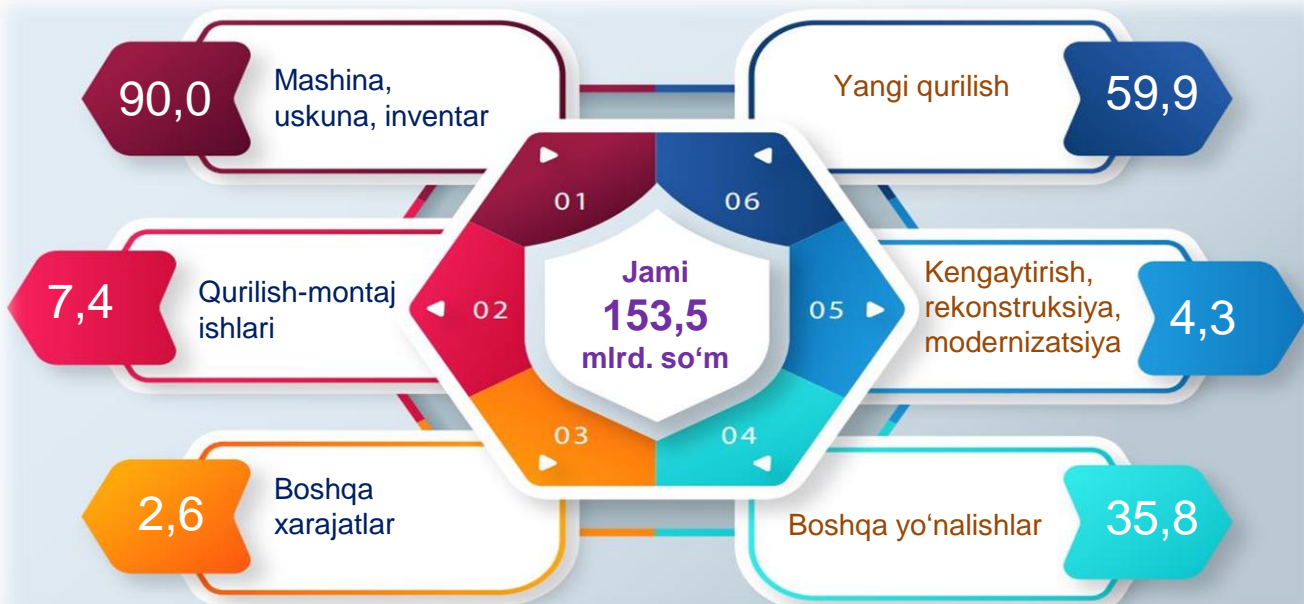 90,0
Mashina,
uskuna, inventar
Yangi qurilish
59,9
01
06
7,4
Qurilish-montaj
ishlari
02
Jami
153,5
mlrd. so‘m
05
Kengaytirish,
rekonstruksiya,
modernizatsiya
4,3
03
04
2,6
Boshqa
xarajatlar
Boshqa yo‘nalishlar
35,8